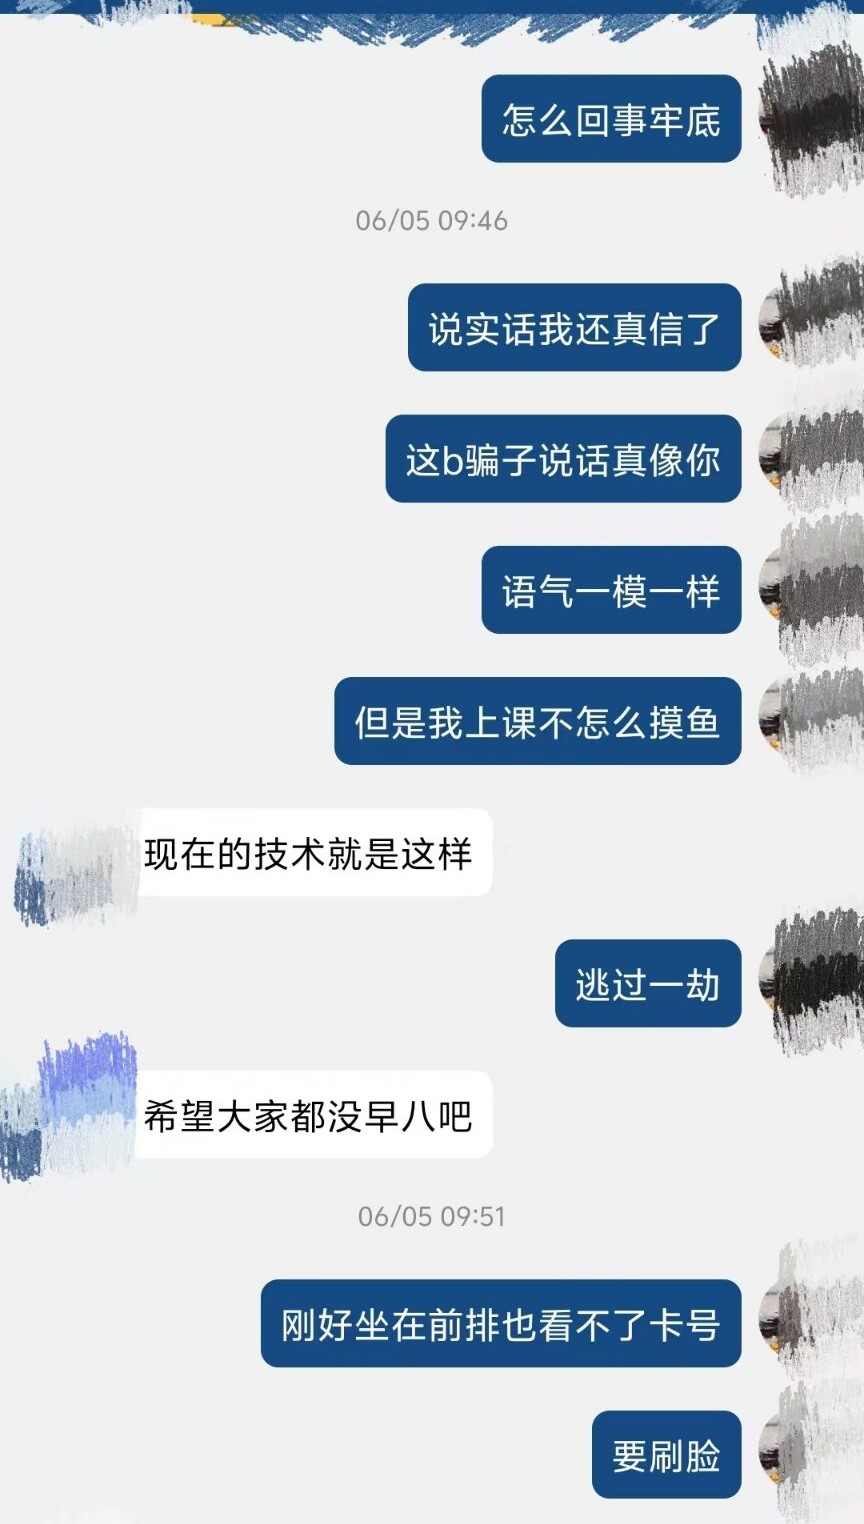 怎么回事牢底
06/05 09:46
说实话我还真信了
这b骗子说话真像你
语气一模一样
但是我上课不怎么摸鱼
现在的技术就是这样
逃过一劫
希望大家都没早八吧
06/05 09:51
刚好坐在前排也看不了卡号
要刷脸